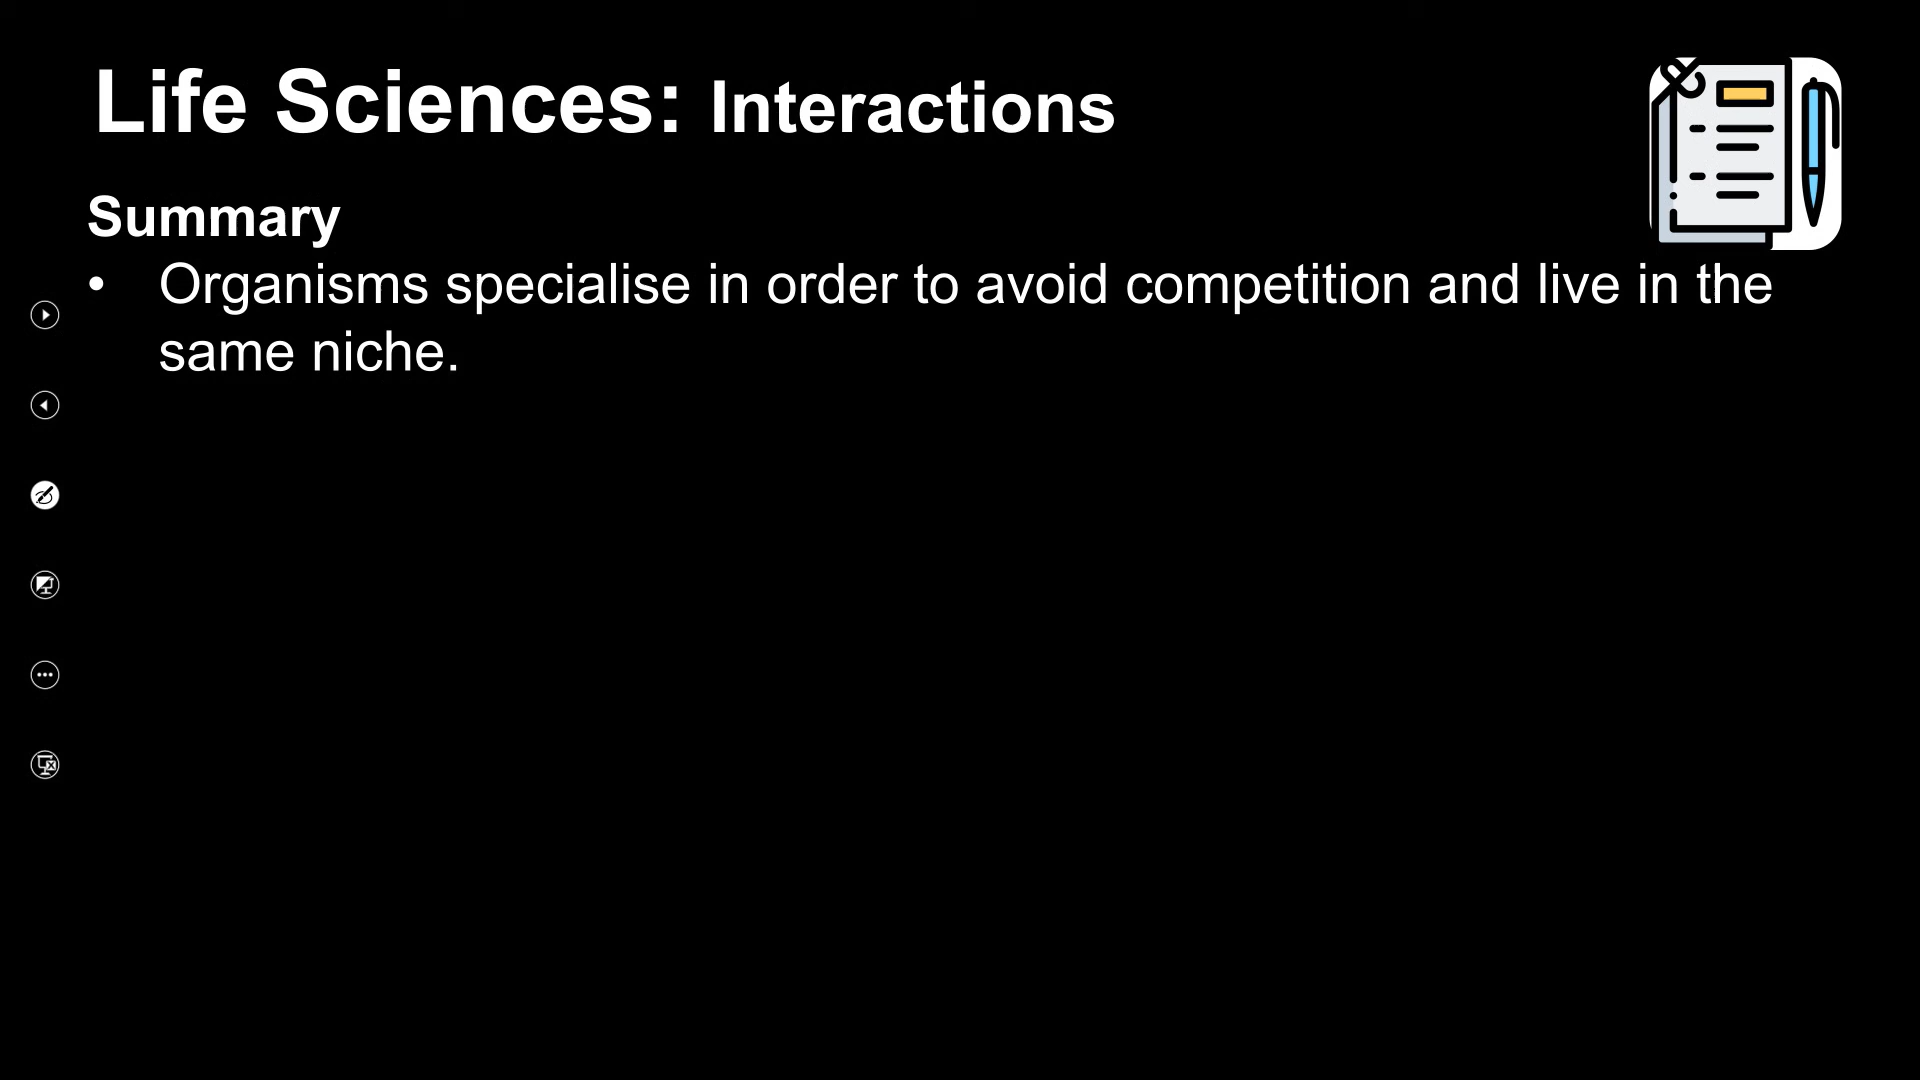 Life Sciences: Interactions
Summary
• Organisms specialise in order to avoid competition and live in the
same niche.